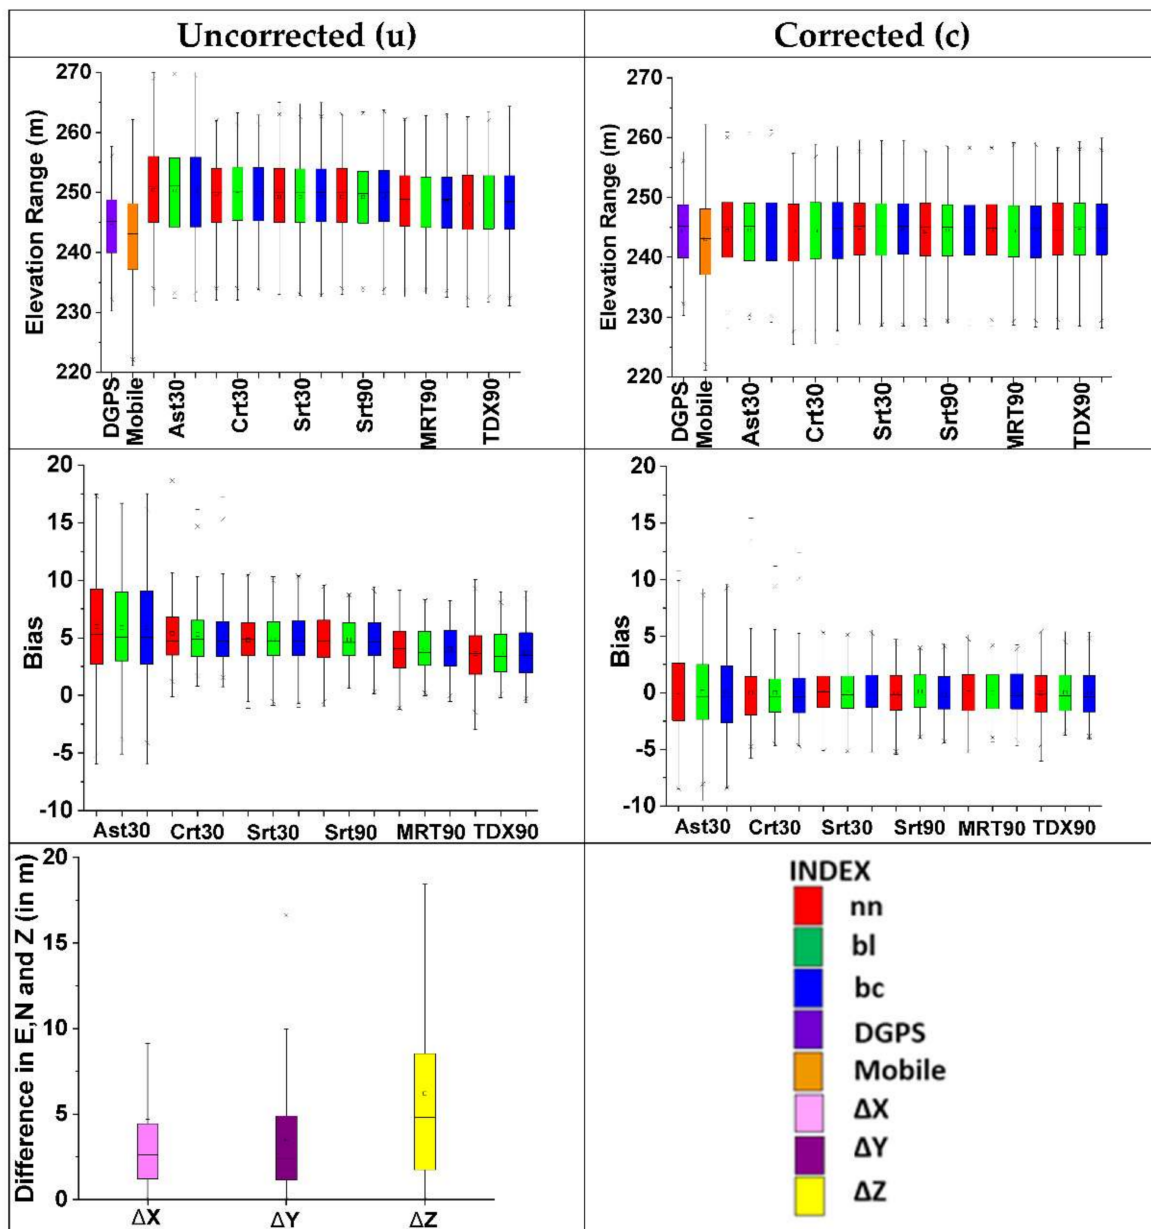 Uncorrected (u)
Corrected (c)
Elevation Range (m)
270
260
250
240
230
220
DGPS
Mobile
Ast30
Crt30
Srt30
Srt90
MRT90
TDX90
Elevation Range (m)
270
260
250
240
230
220
DGPS
Mobile
Ast30
Crt30
Srt30
Srt90
MRT90
TDX90
Bias
20
15
10
5
0
-5
-10
Ast30 Crt30 Srt30 Srt90 MRT90 TDX90
Bias
20
15
10
5
0
-5
-10
Ast30 Crt30 Srt30 Srt90 MRT90 TDX90
Difference in E,N and Z (in m)
20
15
10
5
0
ΔX ΔY ΔZ
INDEX
nn
bl
bc
DGPS
Mobile
ΔX
ΔY
ΔZ